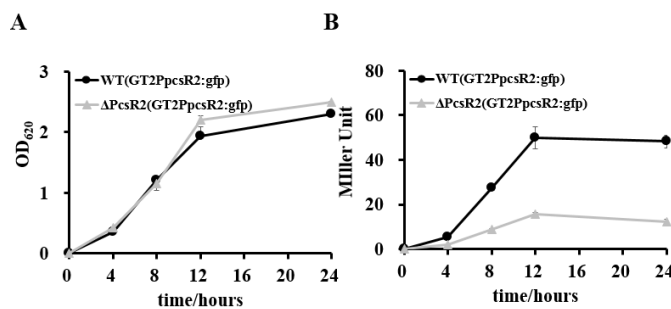 A
WT(GT2PpcsR2:gfp)
ΔPcsR2(GT2PpcsR2:gfp)
3
2
1
0
OD620
0 4 8 12 16 20 24
time/hours
B
WT(GT2PpcsR2:gfp)
ΔPcsR2(GT2PpcsR2:gfp)
80
60
40
20
0
MIller Unit
0 4 8 12 16 20 24
time/hours